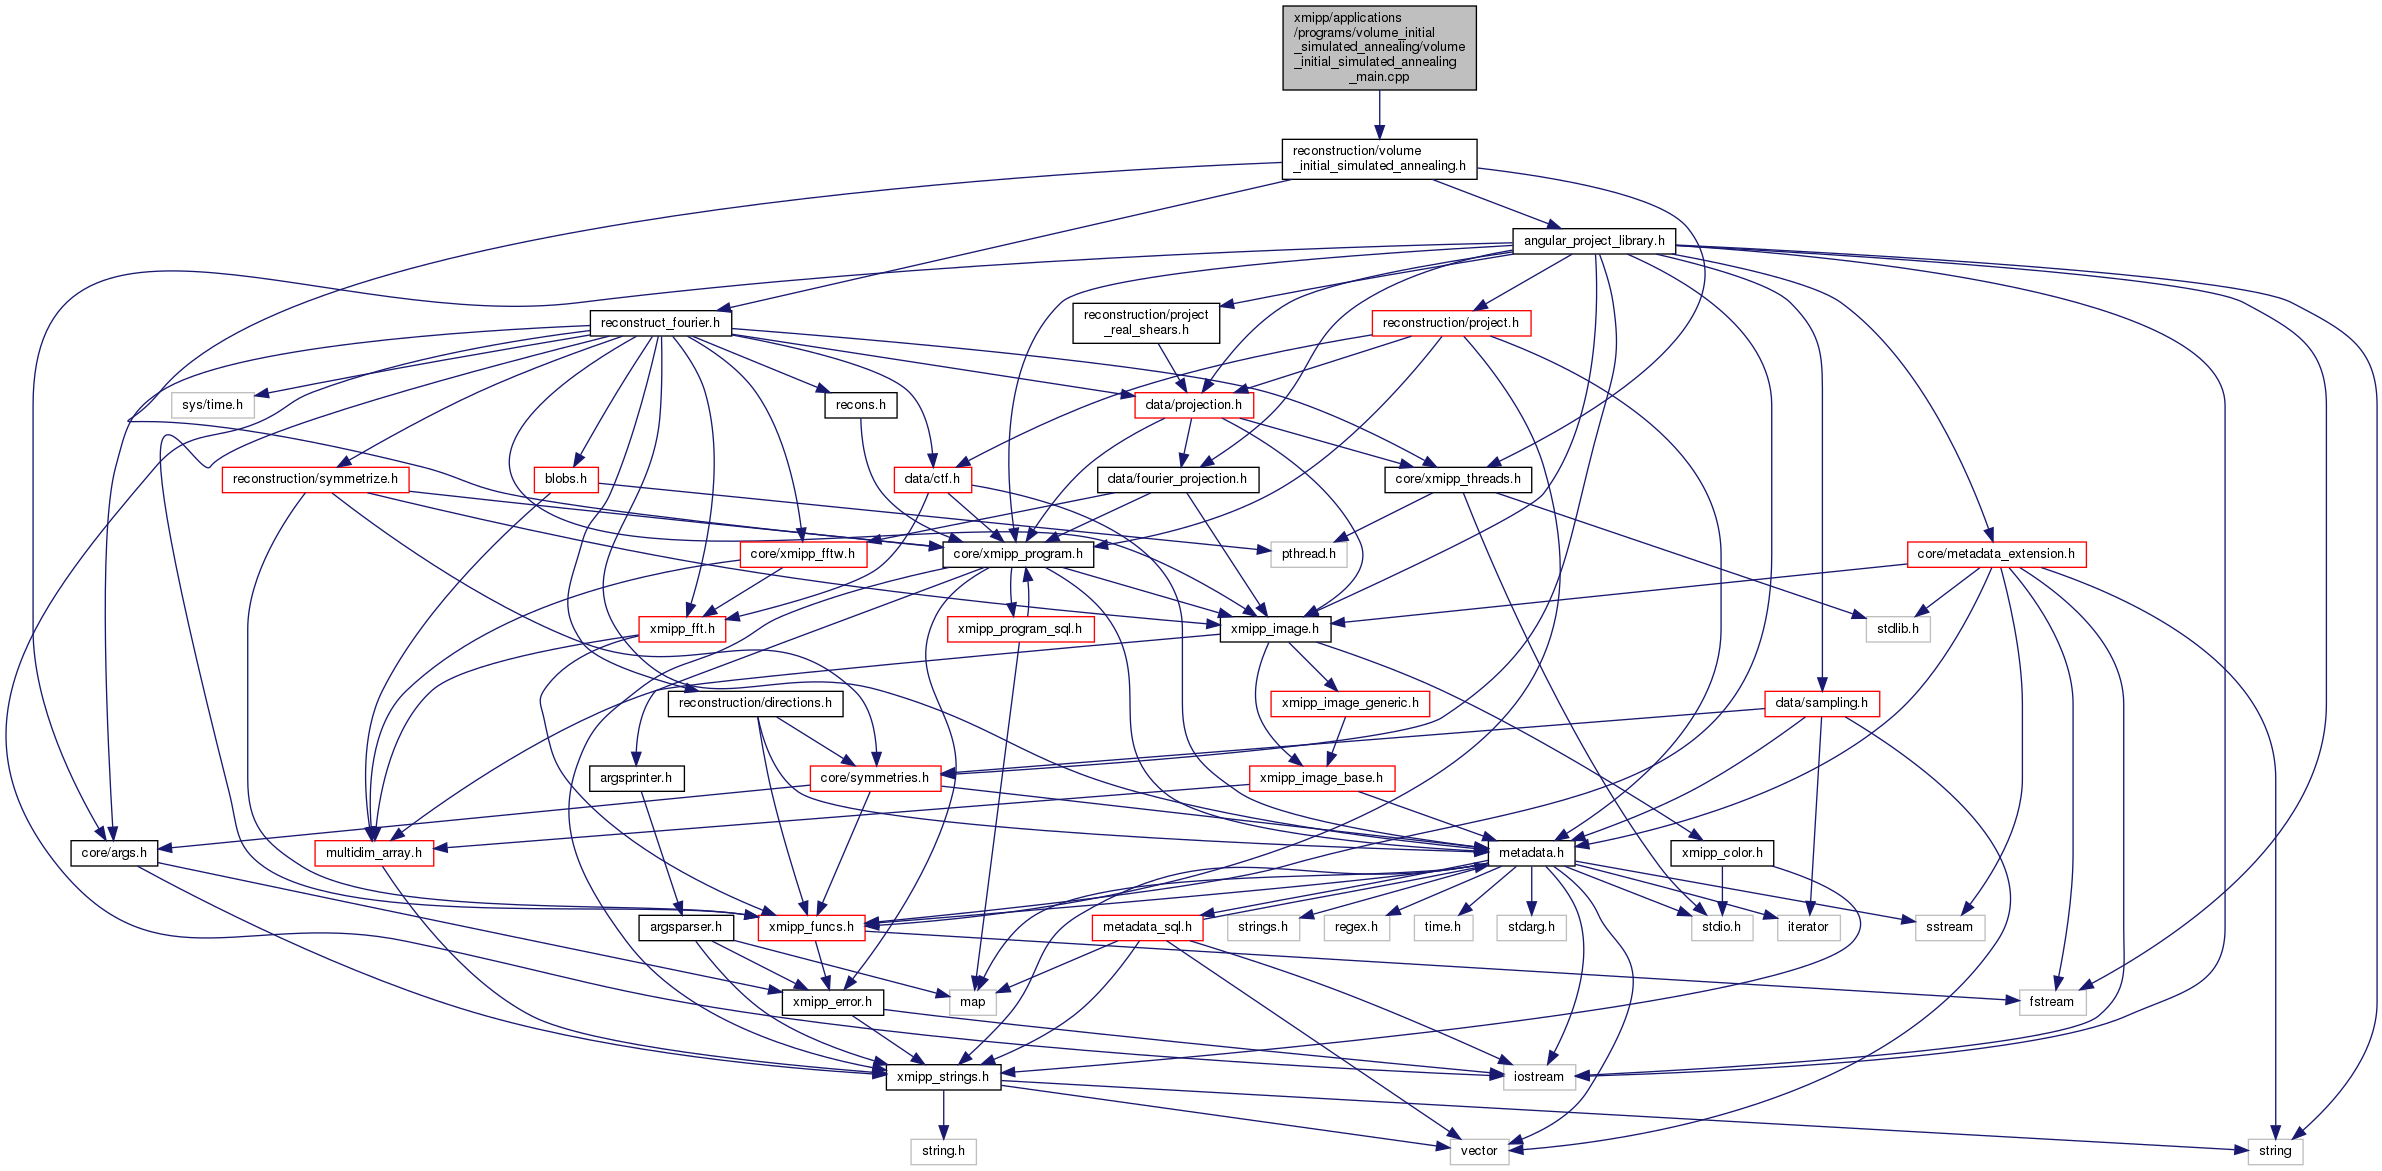 xmipp/applications
/programs/volume_initial
_simulated_annealing/volume
_initial_simulated_annealing
_main.cpp
reconstruction/volume
_initial_simulated_annealing.h
angular_project_library.h
reconstruct_fourier.h
reconstruction/project
_real_shears.h
reconstruction/project.h
sys/time.h
recons.h
data/projection.h
reconstruction/symmetrize.h
blobs.h
data/ctf.h
data/fourier_projection.h
core/xmipp_threads.h
core/xmipp_fftw.h
core/xmipp_program.h
pthread.h
core/metadata_extension.h
xmipp_fft.h
xmipp_program_sql.h
xmipp_image.h
stdlib.h
reconstruction/directions.h
xmipp_image_generic.h
data/sampling.h
argsprinter.h
core/symmetries.h
xmipp_image_base.h
core/args.h
multidim_array.h
metadata.h
xmipp_color.h
argsparser.h
xmipp_funcs.h
metadata_sql.h
strings.h
regex.h
time.h
stdarg.h
stdio.h
iterator
sstream
xmipp_error.h
map
fstream
xmipp_strings.h
iostream
string.h
vector
string